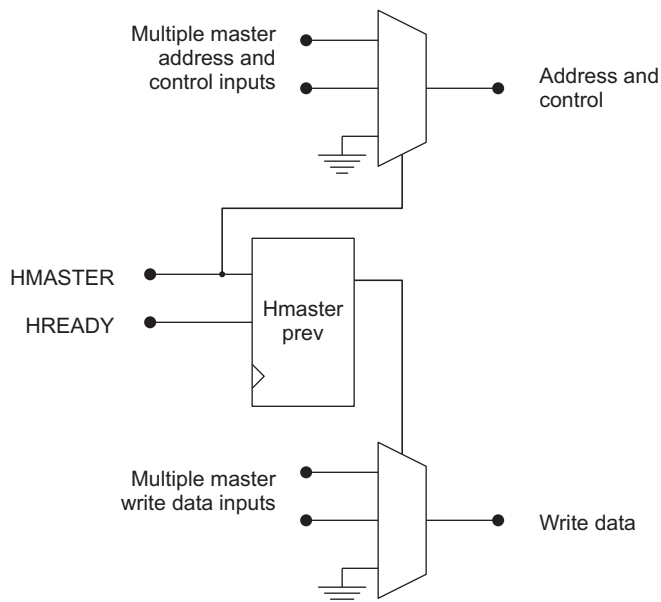 Multiple master
address and
control inputs
Address and
control
HMASTER
HREADY
Hmaster
prev
Multiple master
write data inputs
Write data